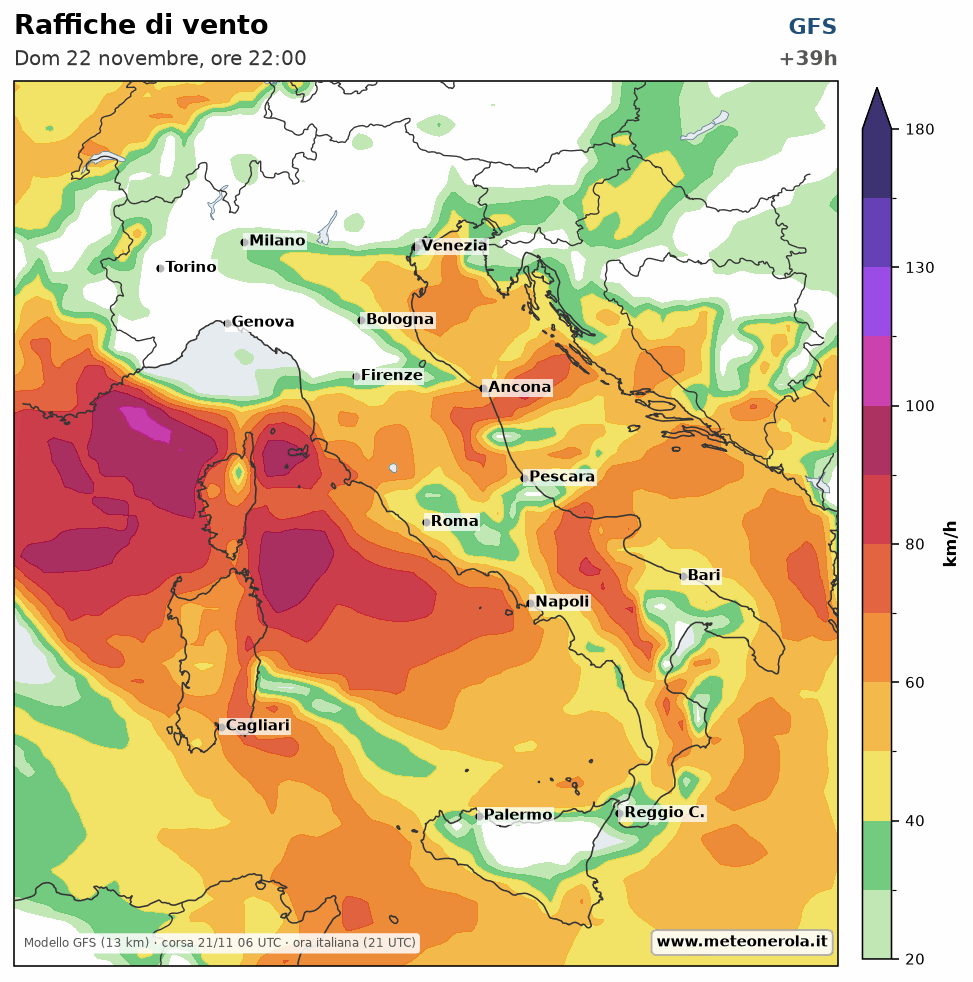 Raffiche di vento
GFS
Dom 22 novembre, ore 22:00
+39h
180
130
100
80
60
40
20
km/h
Milano
Venezia
Torino
Bologna
Genova
Firenze
Ancona
Pescara
Roma
Bari
Napoli
Cagliari
Palermo
Reggio C.
Modello GFS (13 km) · corsa 21/11 06 UTC · ora italiana (21 UTC)
www.meteonerola.it